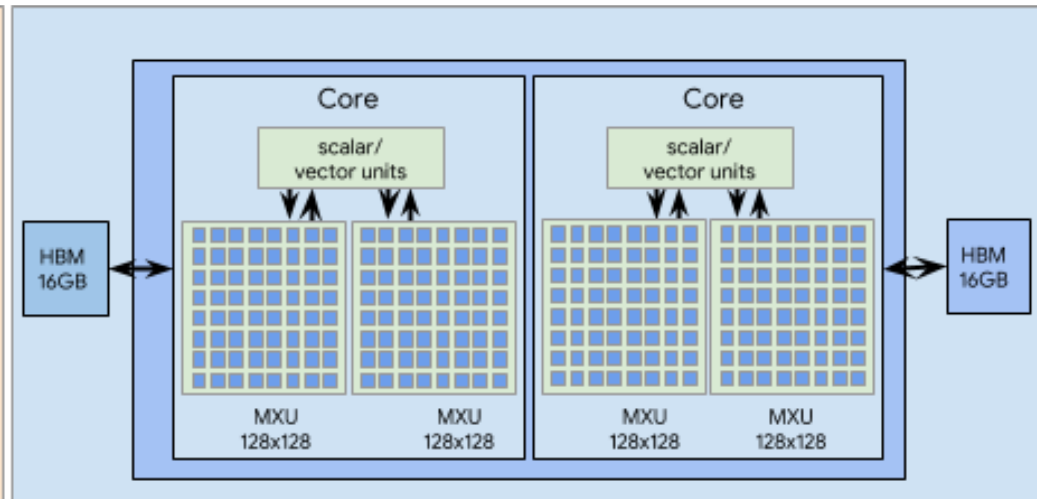 Core
scalar/
vector units
MXU
128x128
MXU
128x128
Core
scalar/
vector units
MXU
128x128
MXU
128x128
HBM
16GB
HBM
16GB